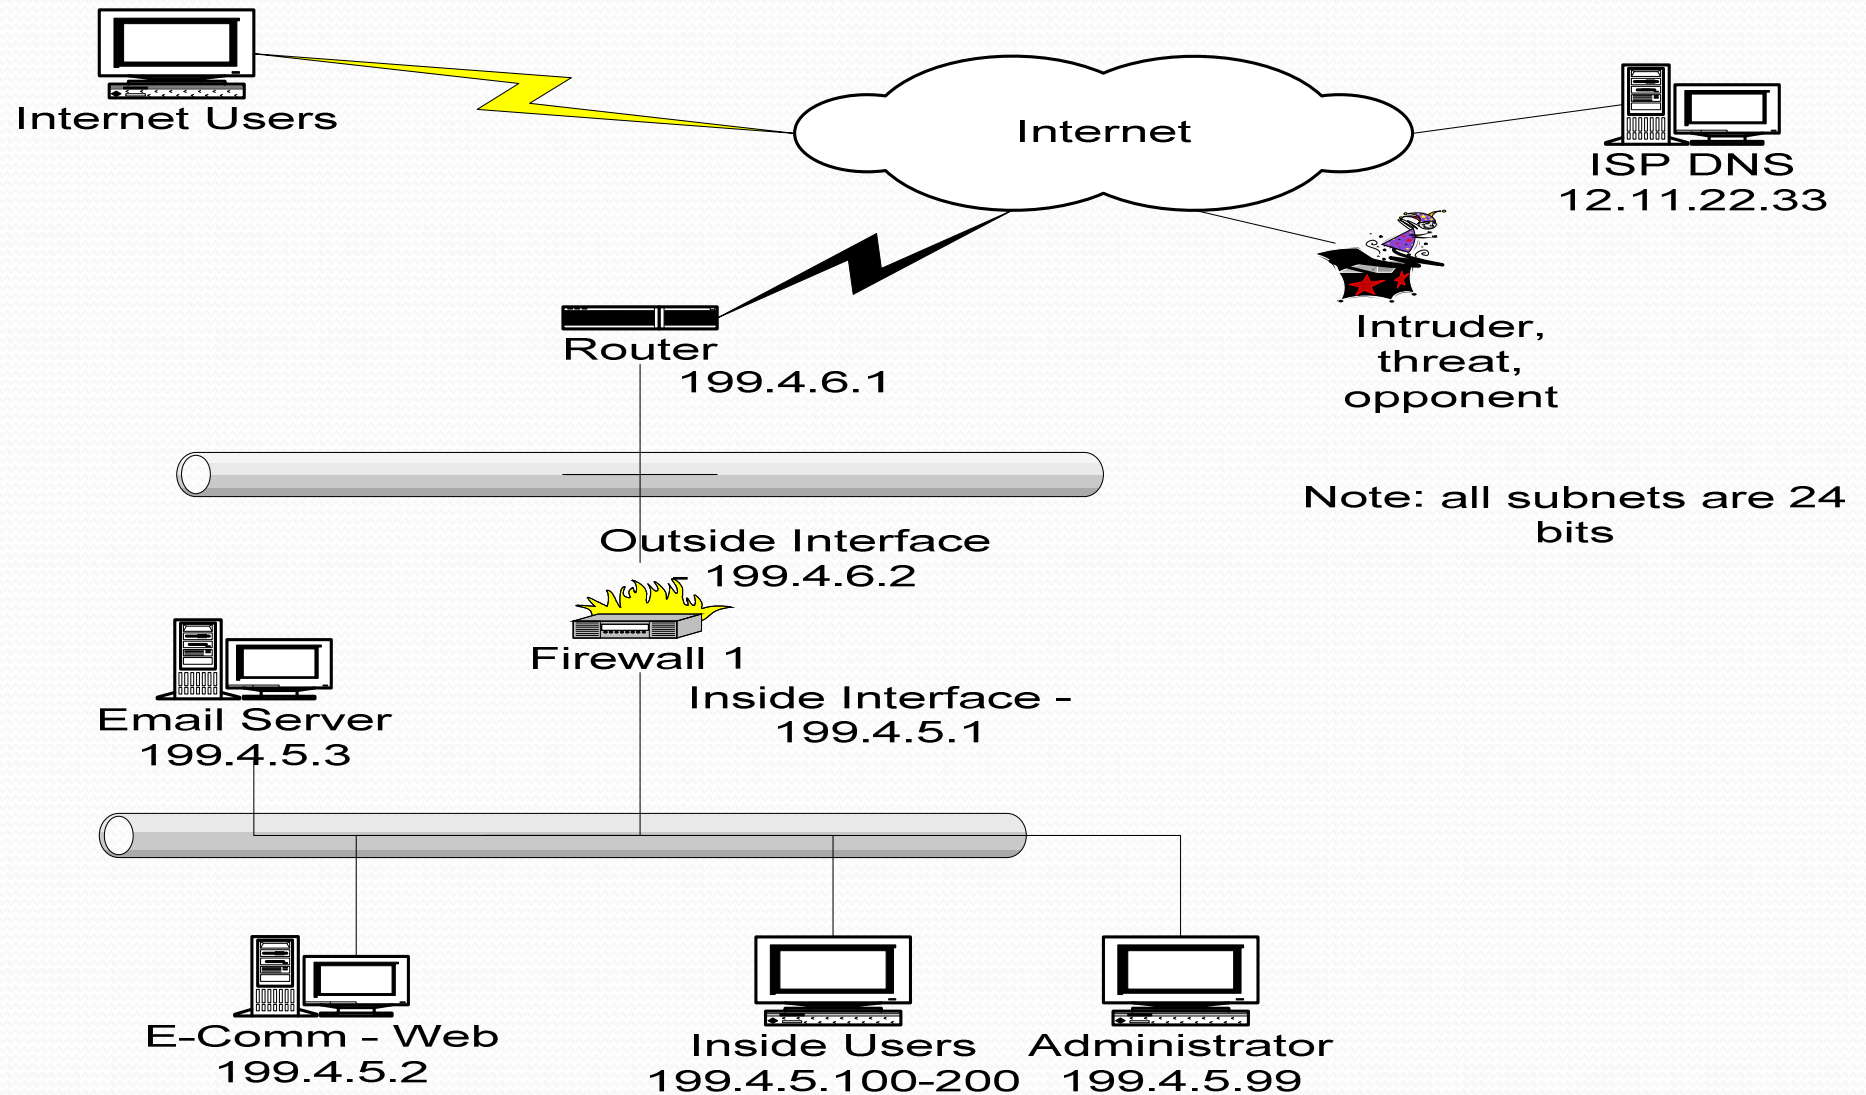 Internet Users
Internet
ISP DNS
12.11.22.33
Router
199.4.6.1
Intruder,
threat,
opponent
Note: all subnets are 24
bits
Outside Interface
- 199.4.6.2
Firewall 1
Inside Interface -
199.4.5.1
Email Server
199.4.5.3
E-Comm - Web
199.4.5.2
Inside Users
199.4.5.100-200
Administrator
199.4.5.99